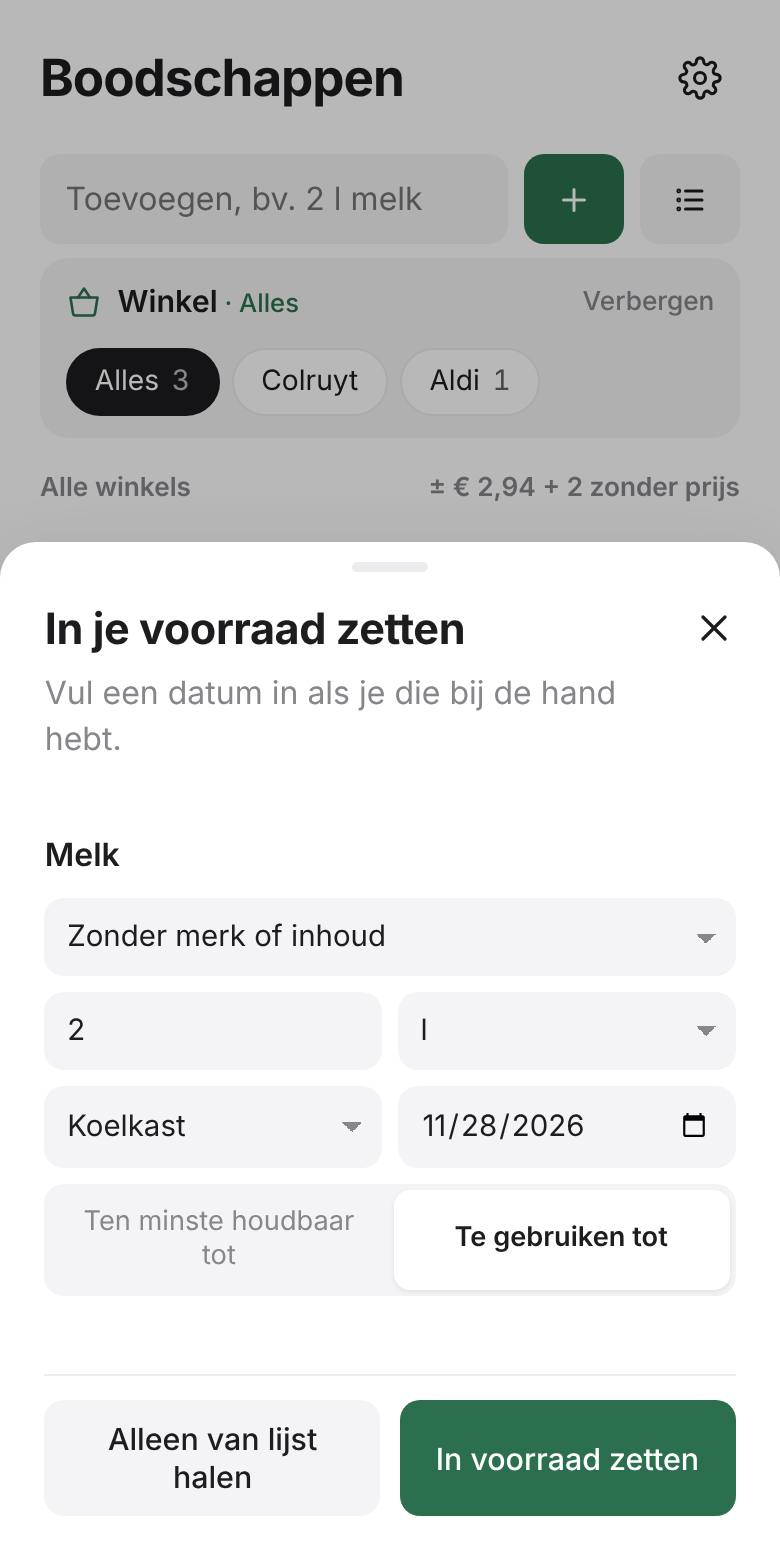 Boodschappen
Toevoegen, bv. 2 l melk
Winkel · Alles
Verbergen
Alles 3
Colruyt
Aldi 1
Alle winkels
± € 2,94 + 2 zonder prijs
In je voorraad zetten
Vul een datum in als je die bij de hand
hebt.
Melk
Zonder merk of inhoud
2
l
Koelkast
11/28/2026
Ten minste houdbaar
tot
Te gebruiken tot
Alleen van lijst
halen
In voorraad zetten